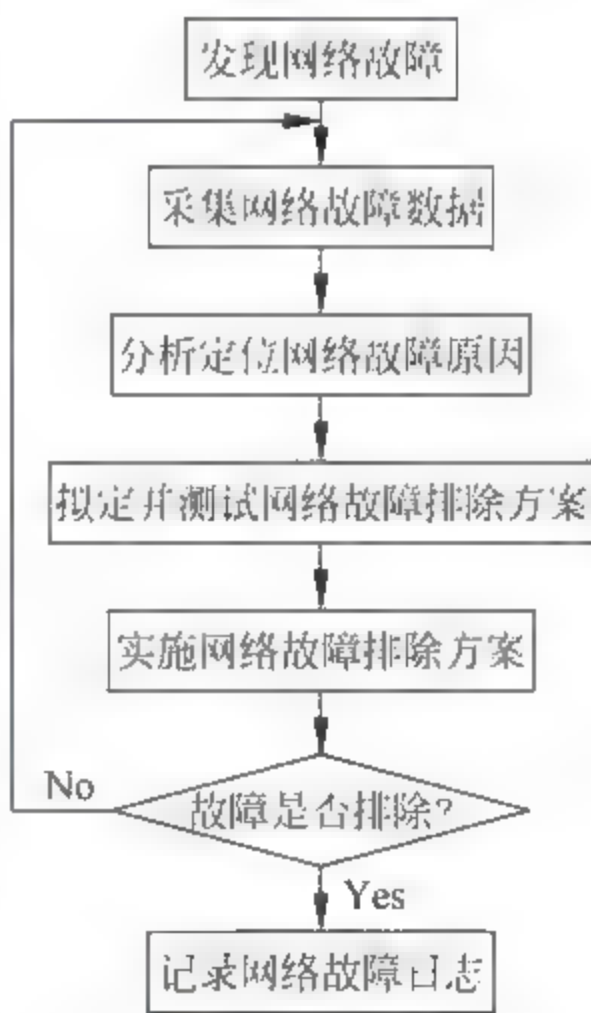 发现网络故障
采集网络故障数据
分析定位网络故障原因
拟定并测试网络故障排除方案
实施网络故障排除方案
No
故障是否排除?
Yes
记录网络故障日志